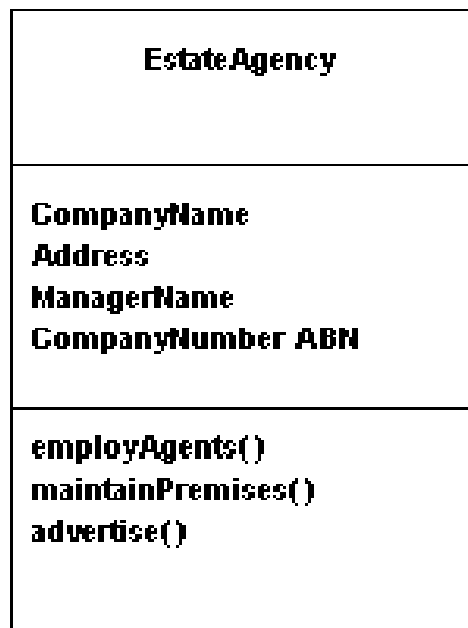 EstateAgency
CompanyName
Address
ManagerName
CompanyNumber ABN
employAgents()
maintainPremises()
advertise()